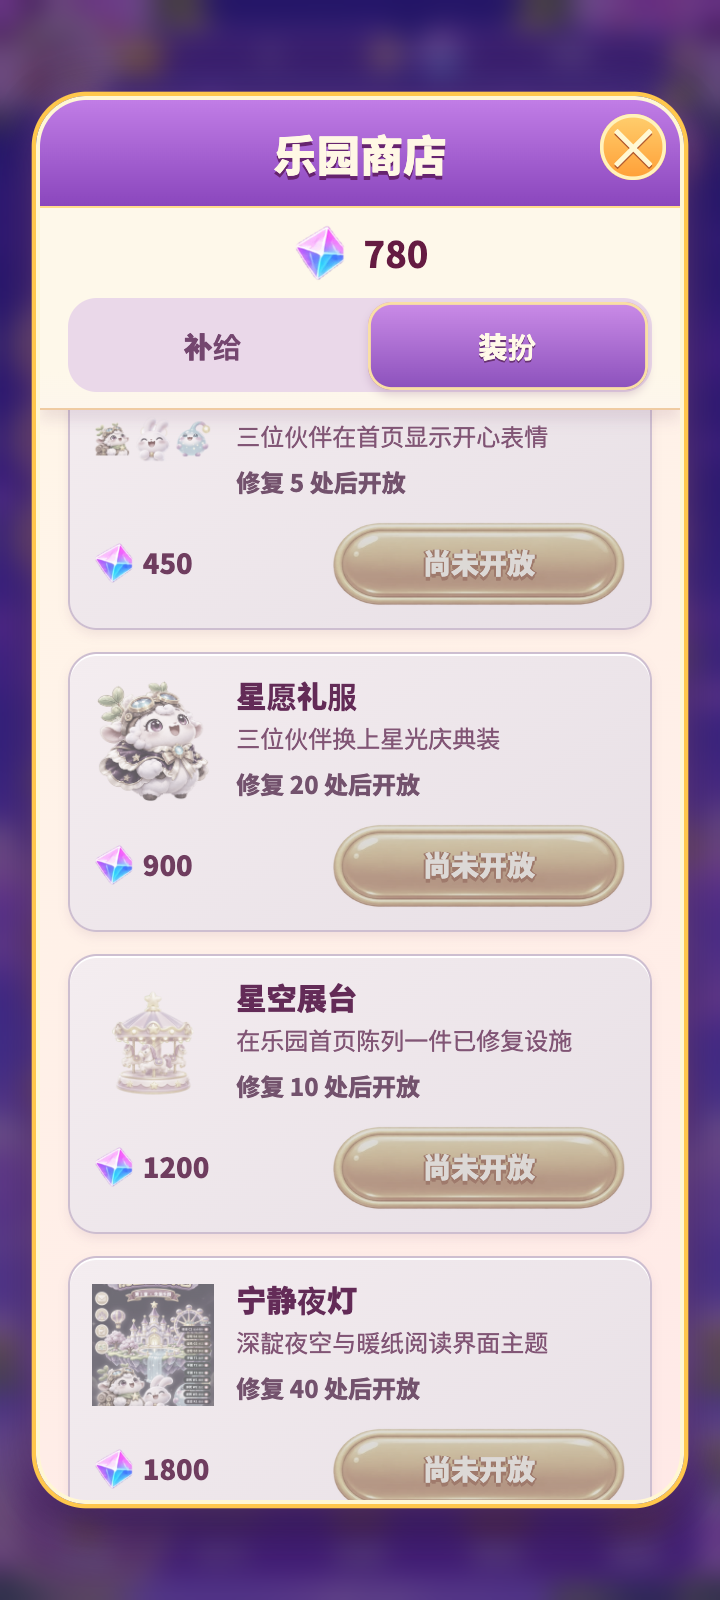 乐园商店
780
补给
装扮
三位伙伴在首页显示开心表情
修复 5 处后开放
450
尚未开放
星愿礼服
三位伙伴换上星光庆典装
修复 20 处后开放
900
尚未开放
星空展台
在乐园首页陈列一件已修复设施
修复 10 处后开放
1200
尚未开放
宁静夜灯
深靛夜空与暖纸阅读界面主题
修复 40 处后开放
1800
尚未开放